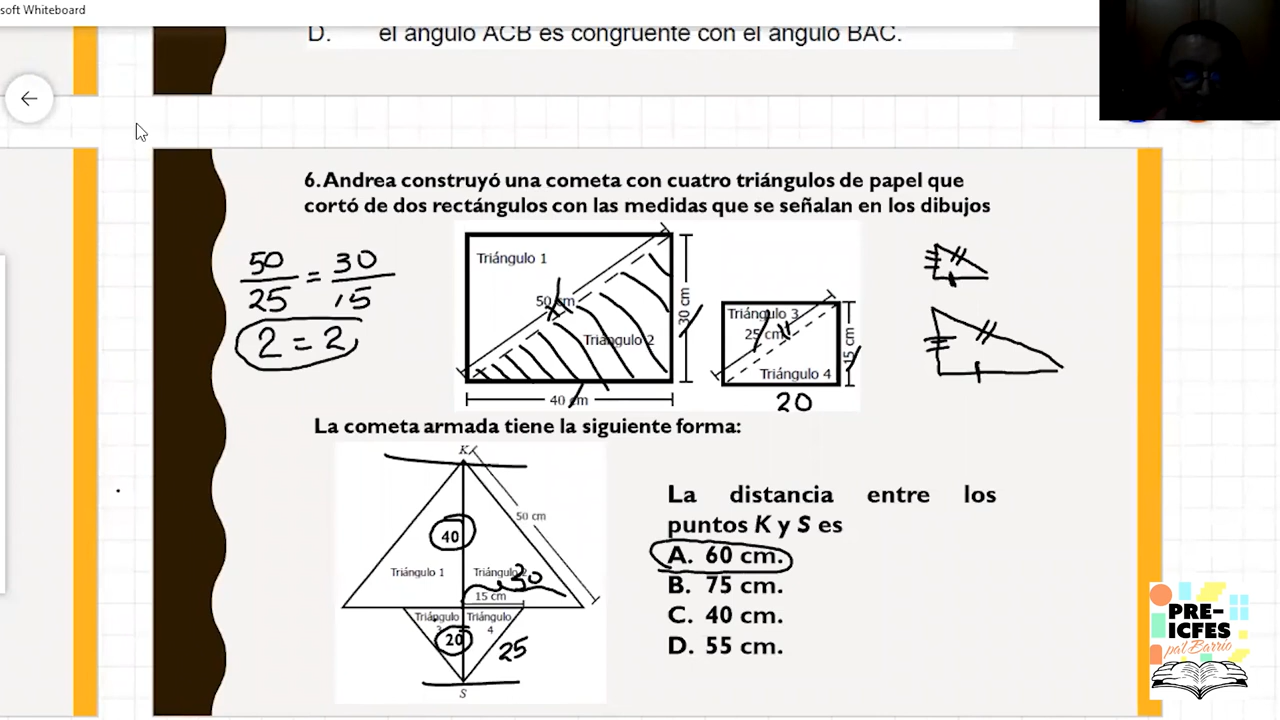 soft Whiteboard
D. el ángulo ACB es congruente con el ángulo BAC.
6. Andrea construyó una cometa con cuatro triángulos de papel que
cortó de dos rectángulos con las medidas que se señalan en los dibujos
50/25 = 30/15
2 = 2
Triángulo 1
50 cm
Triángulo 2
30 cm
40 cm
Triángulo 3
25 cm
Triángulo 4
15 cm
20
La cometa armada tiene la siguiente forma:
K
50 cm
40
Triángulo 1
Triángulo 2
30
15 cm
Triángulo
3
Triángulo
4
20
25
S
La distancia entre los
puntos K y S es
A. 60 cm.
B. 75 cm.
C. 40 cm.
D. 55 cm.
PRE-
ICFES
pal Barrio